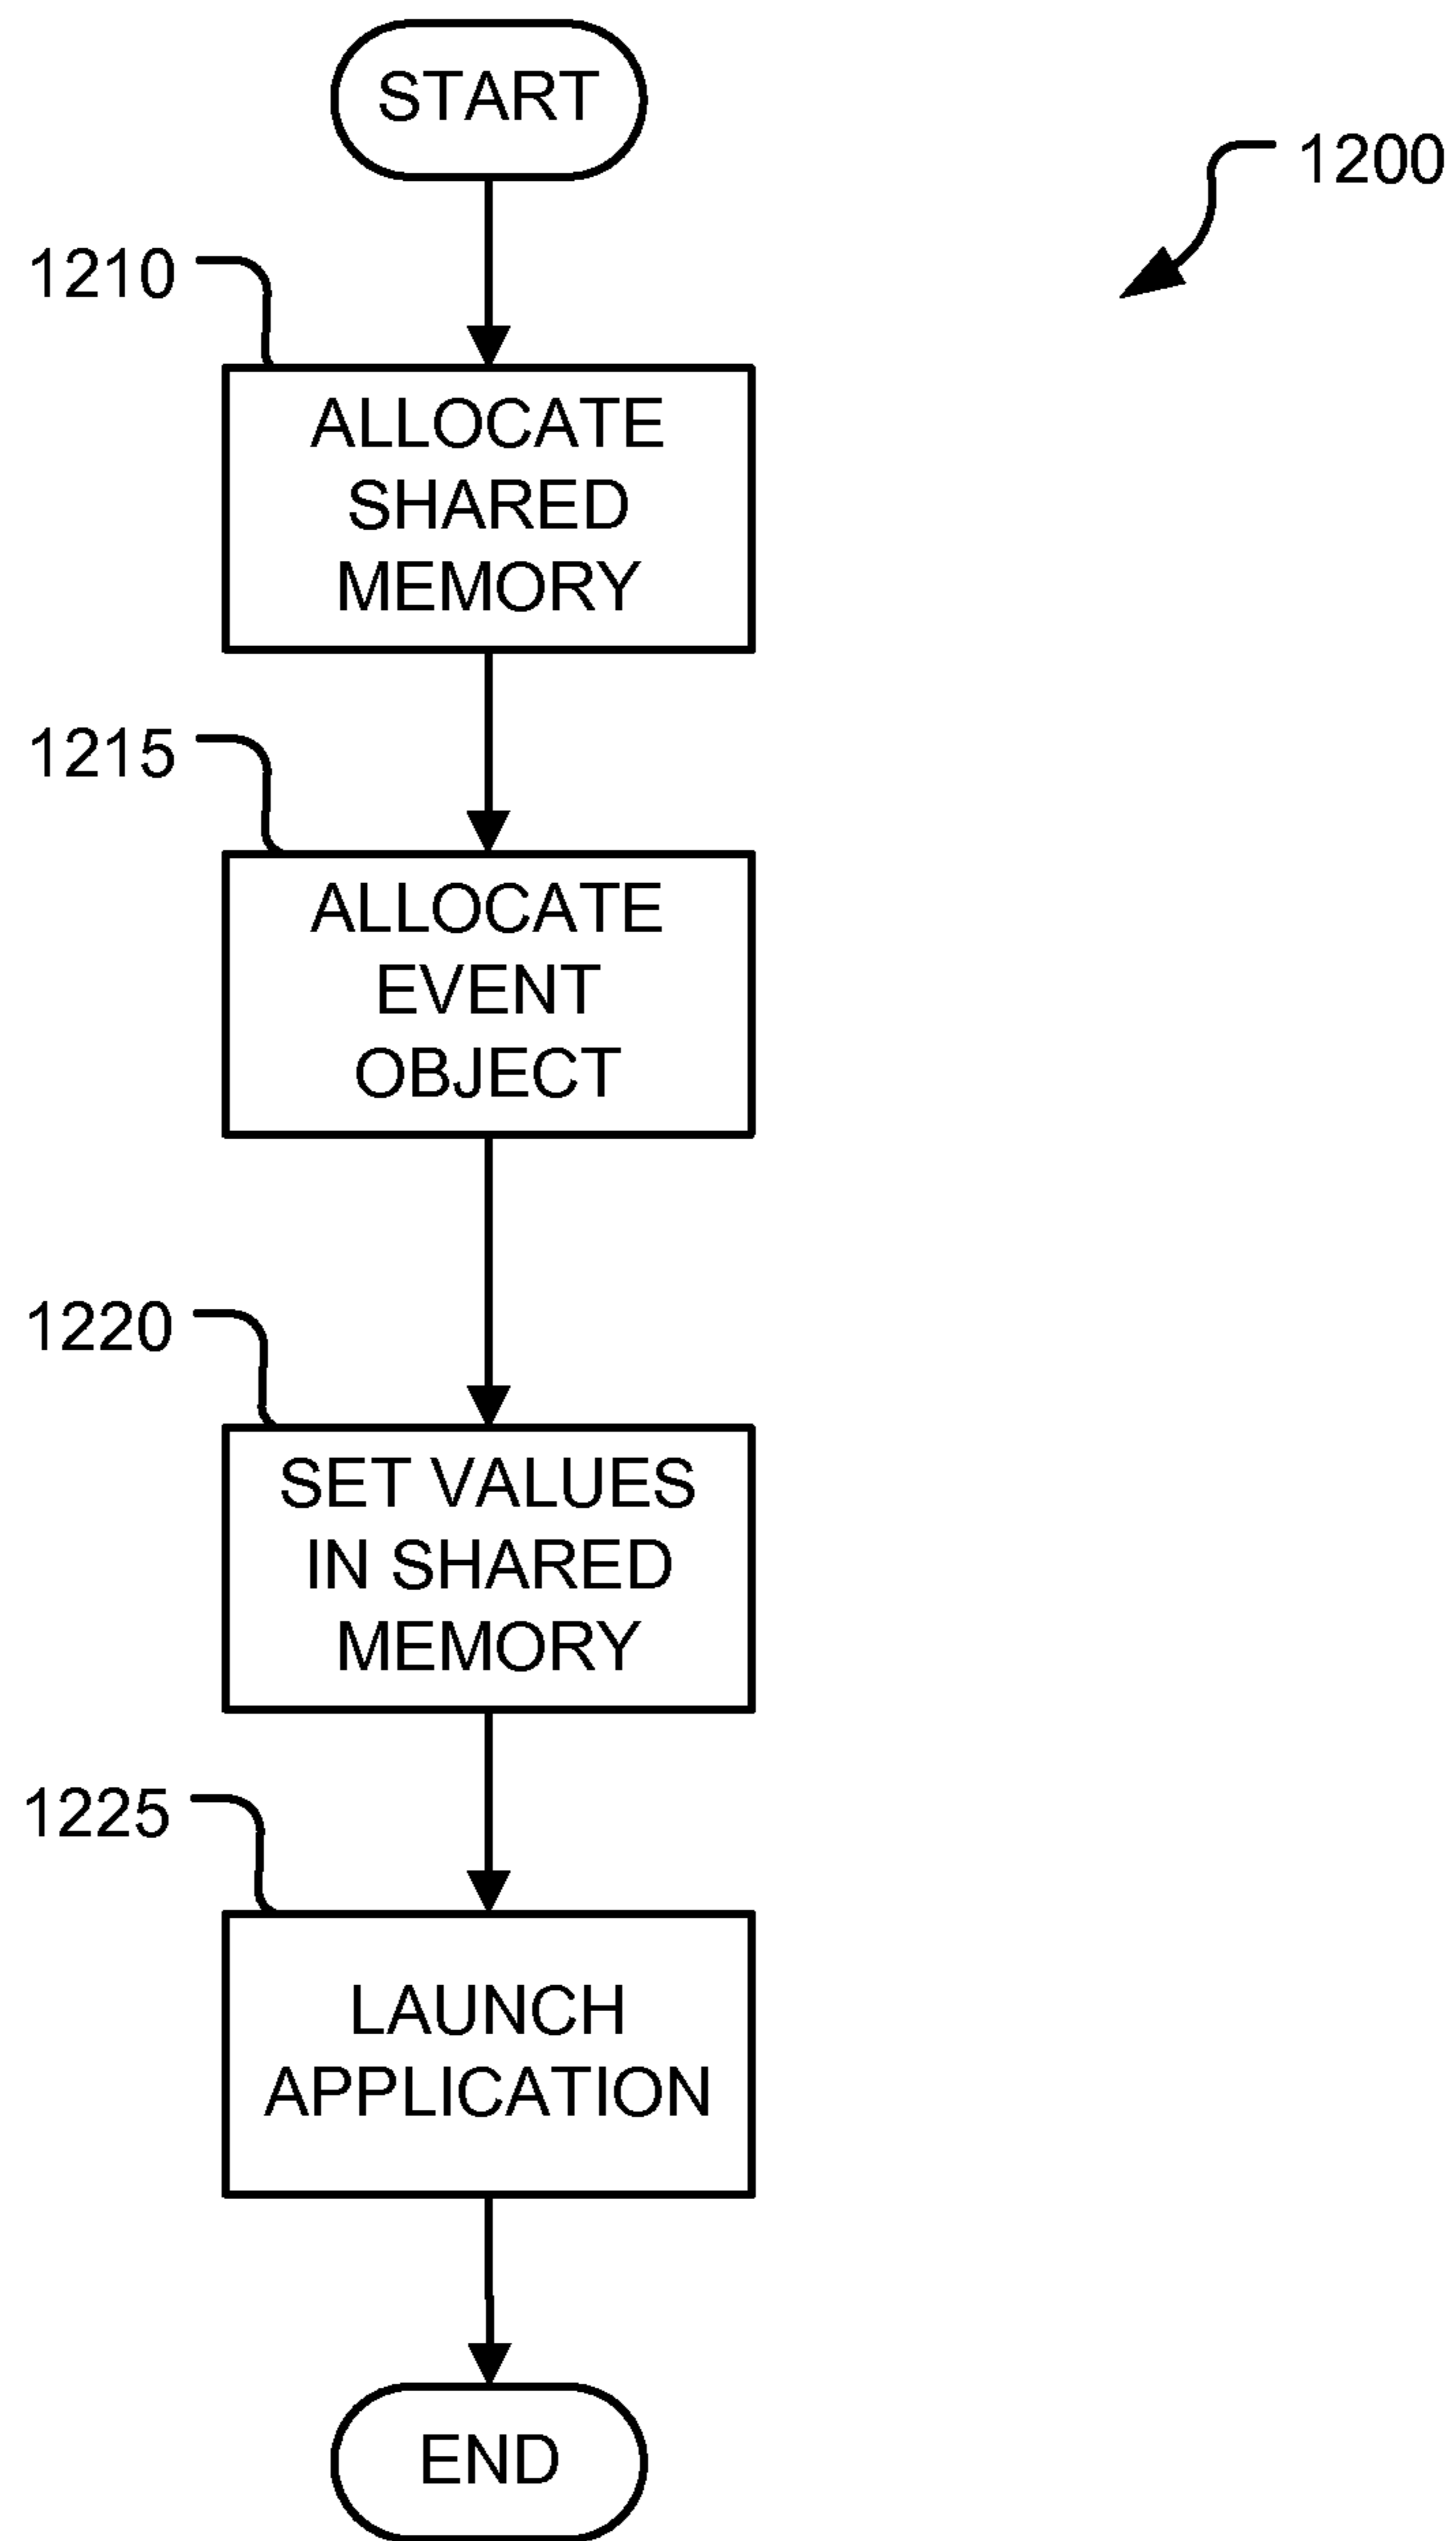 START
1200
1210
ALLOCATE
SHARED
MEMORY
1215
ALLOCATE
EVENT
OBJECT
1220
SET VALUES
IN SHARED
MEMORY
1225
LAUNCH
APPLICATION
END